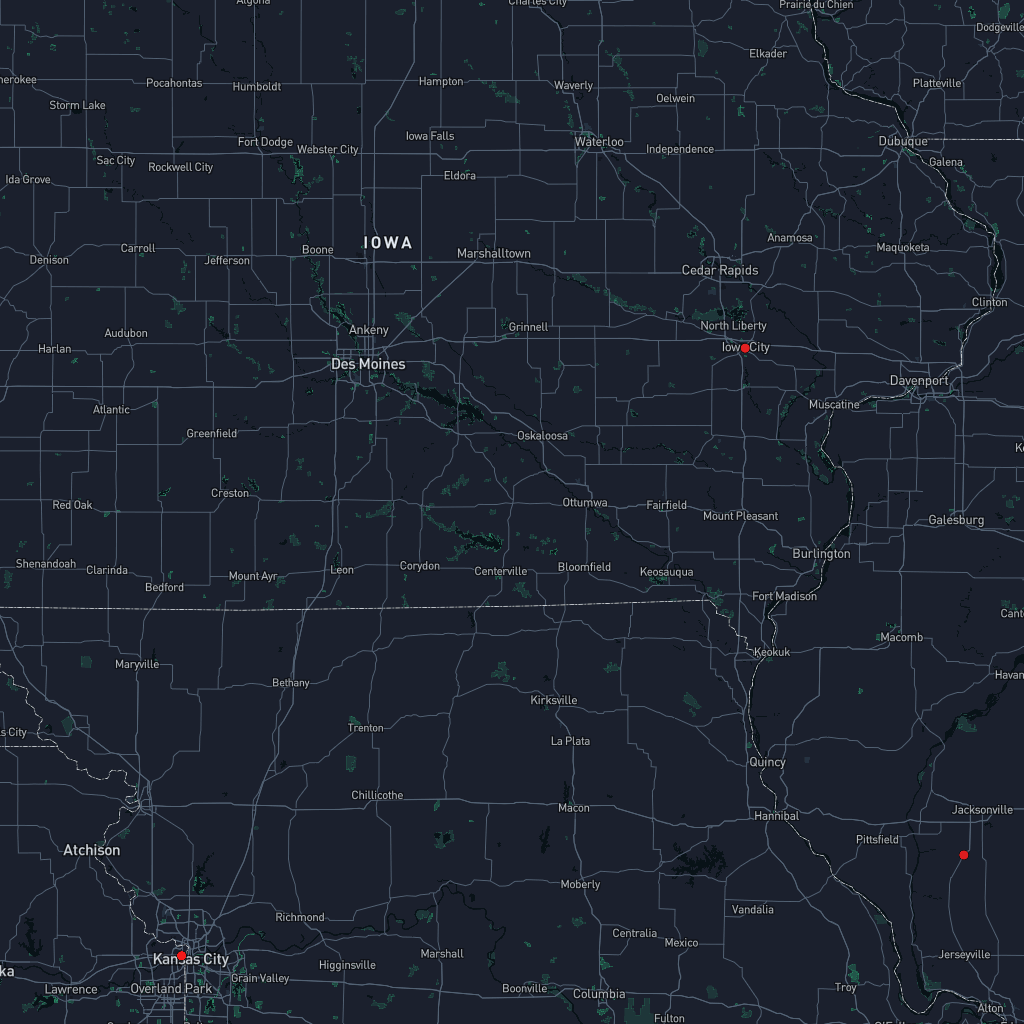 Algona
Charles City
Prairie du Chien
Dodgeville
Elkader
Pocahontas
Humboldt
Hampton
Waverly
Platteville
Storm Lake
Oelwein
Fort Dodge
Webster City
Iowa Falls
Waterloo
Independence
Dubuque
Sac City
Rockwell City
Galena
Ida Grove
Eldora
IOWA
Anamosa
Carroll
Boone
Marshalltown
Maquoketa
Denison
Jefferson
Cedar Rapids
Clinton
Audubon
Ankeny
Grinnell
North Liberty
Harlan
Iowa City
Des Moines
Davenport
Atlantic
Muscatine
Greenfield
Oskaloosa
Creston
Red Oak
Ottumwa
Fairfield
Mount Pleasant
Galesburg
Burlington
Shenandoah
Clarinda
Mount Ayr
Leon
Corydon
Centerville
Bloomfield
Keosauqua
Bedford
Fort Madison
Macomb
Keokuk
Maryville
Bethany
Kirksville
s City
Trenton
La Plata
Quincy
Chillicothe
Macon
Hannibal
Jacksonville
Pittsfield
Atchison
Moberly
Vandalia
Richmond
Centralia
Mexico
Marshall
Jerseyville
Kansas City
Higginsville
ka
Grain Valley
Lawrence
Overland Park
Boonville
Columbia
Troy
Alton
Fulton